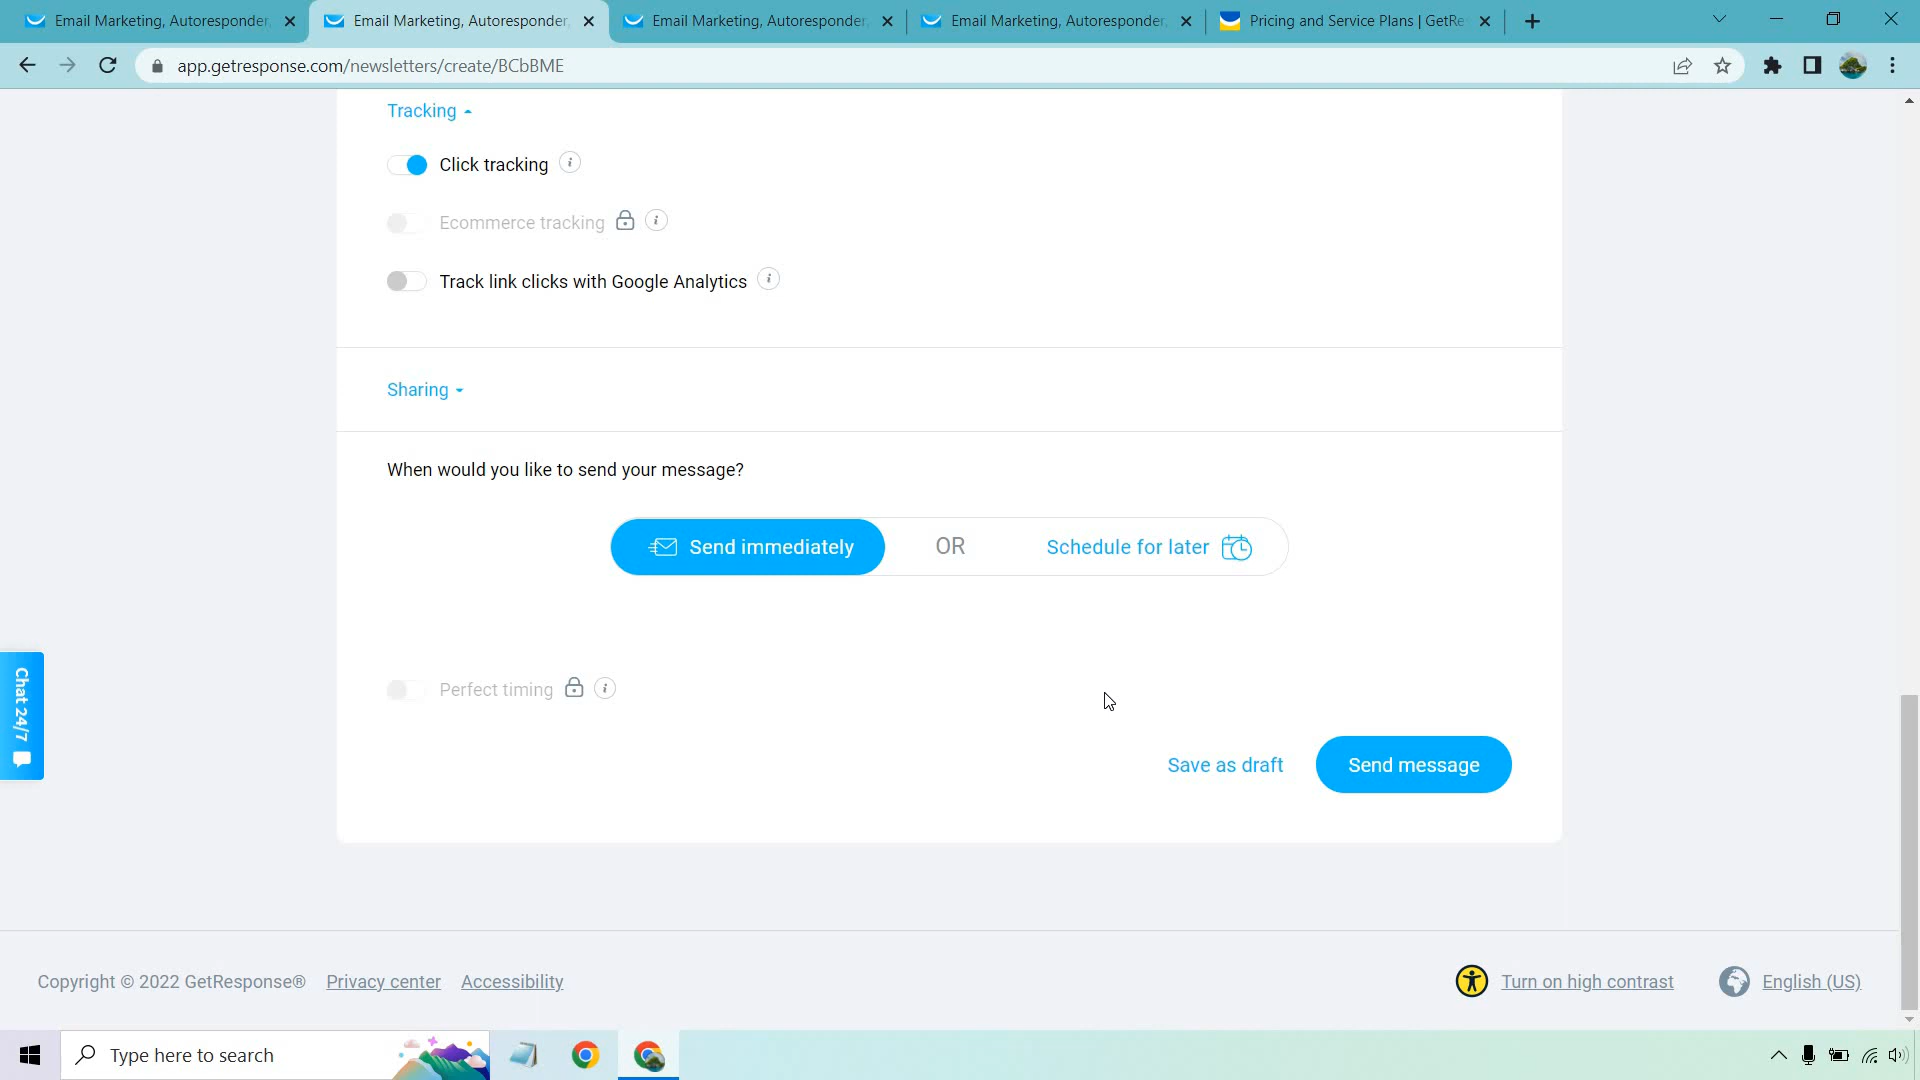 Email Marketing, Autoresponder,
Email Marketing, Autoresponder,
Email Marketing, Autoresponder,
Email Marketing, Autoresponder,
Pricing and Service Plans | GetRe
app.getresponse.com/newsletters/create/BCbBME
Tracking
Click tracking
Ecommerce tracking
Track link clicks with Google Analytics
Sharing
When would you like to send your message?
Send immediately OR Schedule for later
Chat 24/7
Perfect timing
Save as draft Send message
Copyright © 2022 GetResponse® Privacy center Accessibility
Turn on high contrast English (US)
Type here to search